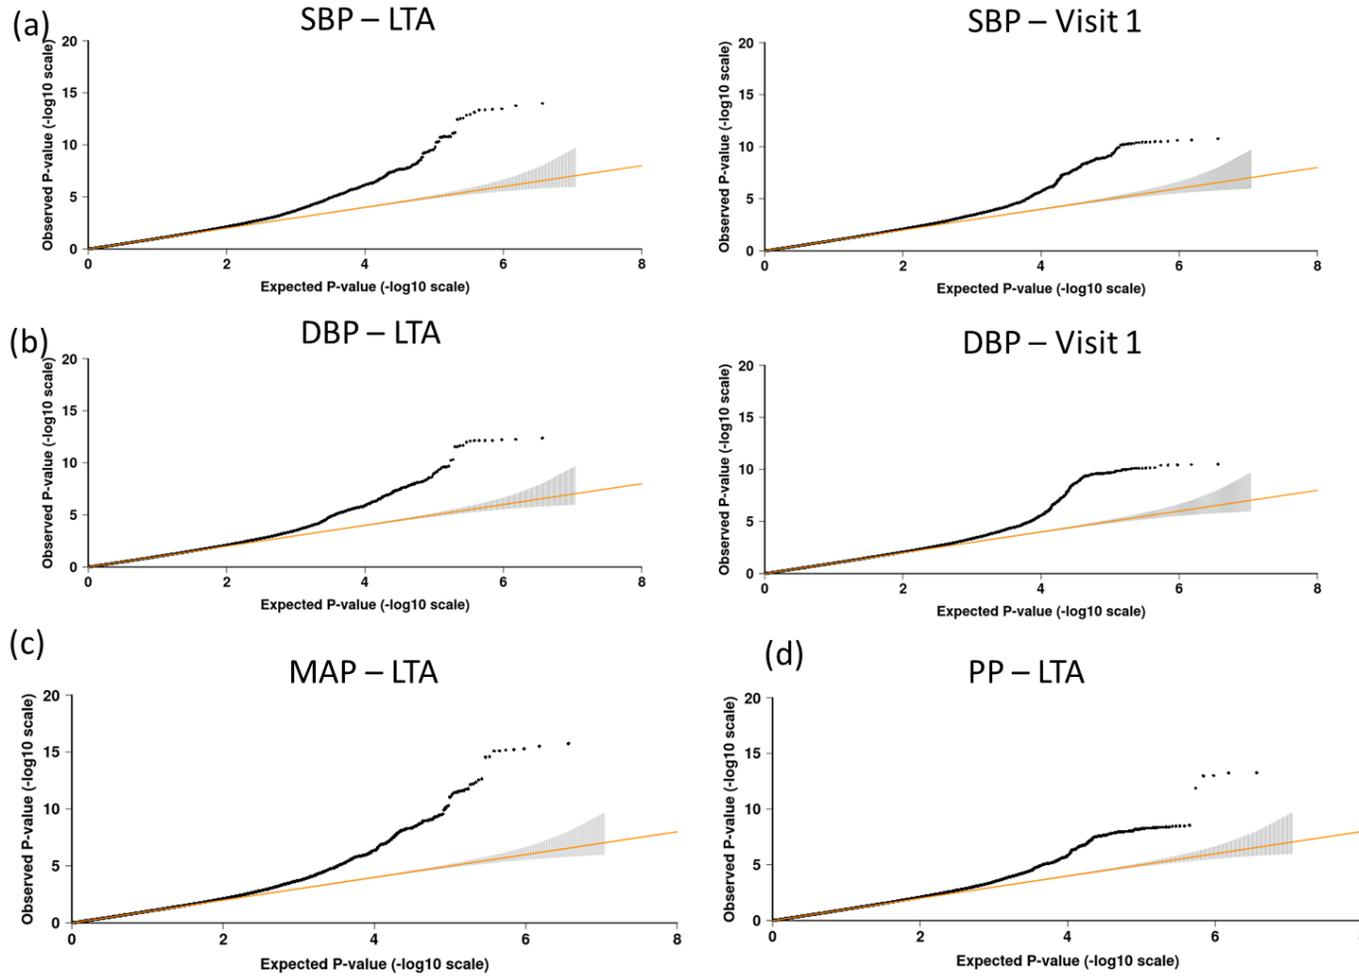 (a)
SBP – LTA
Observed P-value (-log10 scale)
20
15
10
5
0
0 2 4 6 8
Expected P-value (-log10 scale)
SBP – Visit 1
Observed P-value (-log10 scale)
20
15
10
5
0
0 2 4 6 8
Expected P-value (-log10 scale)
(b)
DBP – LTA
Observed P-value (-log10 scale)
20
15
10
5
0
0 2 4 6 8
Expected P-value (-log10 scale)
DBP – Visit 1
Observed P-value (-log10 scale)
20
15
10
5
0
0 2 4 6 8
Expected P-value (-log10 scale)
(c)
MAP – LTA
Observed P-value (-log10 scale)
20
15
10
5
0
0 2 4 6 8
Expected P-value (-log10 scale)
(d)
PP – LTA
Observed P-value (-log10 scale)
20
15
10
5
0
0 2 4 6
Expected P-value (-log10 scale)